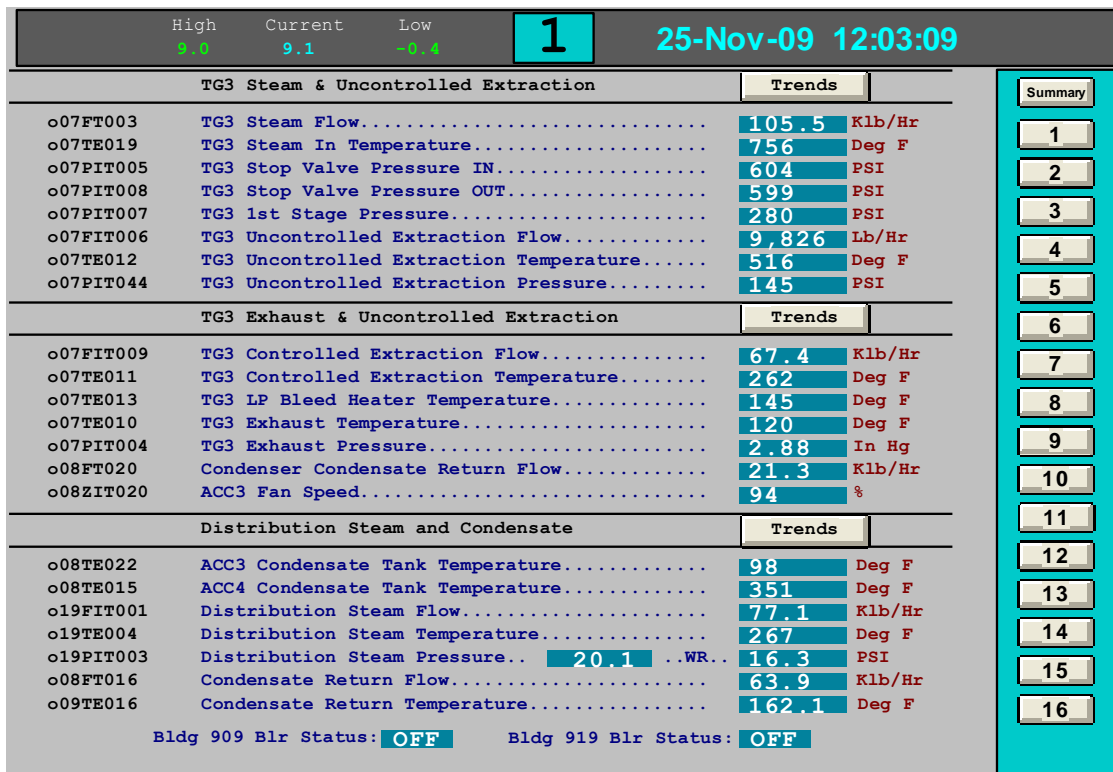 High Current Low
9.0 9.1 -0.4 1 25-Nov-09 12:03:09
TG3 Steam & Uncontrolled Extraction Trends Summary
o07FT003 TG3 Steam Flow............................... 105.5 Klb/Hr
o07TE019 TG3 Steam In Temperature..................... 756 Deg F
o07PIT005 TG3 Stop Valve Pressure IN................... 604 PSI
o07PIT008 TG3 Stop Valve Pressure OUT.................. 599 PSI
o07PIT007 TG3 1st Stage Pressure....................... 280 PSI
o07FIT006 TG3 Uncontrolled Extraction Flow............. 9,826 Lb/Hr
o07TE012 TG3 Uncontrolled Extraction Temperature...... 516 Deg F
o07PIT044 TG3 Uncontrolled Extraction Pressure......... 145 PSI
TG3 Exhaust & Uncontrolled Extraction Trends
o07FIT009 TG3 Controlled Extraction Flow............... 67.4 Klb/Hr
o07TE011 TG3 Controlled Extraction Temperature........ 262 Deg F
o07TE013 TG3 LP Bleed Heater Temperature.............. 145 Deg F
o07TE010 TG3 Exhaust Temperature...................... 120 Deg F
o07PIT004 TG3 Exhaust Pressure......................... 2.88 In Hg
o08FT020 Condenser Condensate Return Flow............. 21.3 Klb/Hr
o08ZIT020 ACC3 Fan Speed............................... 94 %
Distribution Steam and Condensate Trends
o08TE022 ACC3 Condensate Tank Temperature............. 98 Deg F
o08TE015 ACC4 Condensate Tank Temperature............. 351 Deg F
o19FIT001 Distribution Steam Flow...................... 77.1 Klb/Hr
o19TE004 Distribution Steam Temperature............... 267 Deg F
o19PIT003 Distribution Steam Pressure.. 20.1 ..WR.. 16.3 PSI
o08FT016 Condensate Return Flow....................... 63.9 Klb/Hr
o09TE016 Condensate Return Temperature................ 162.1 Deg F
Bldg 909 Blr Status: OFF Bldg 919 Blr Status: OFF
1
2
3
4
5
6
7
8
9
10
11
12
13
14
15
16